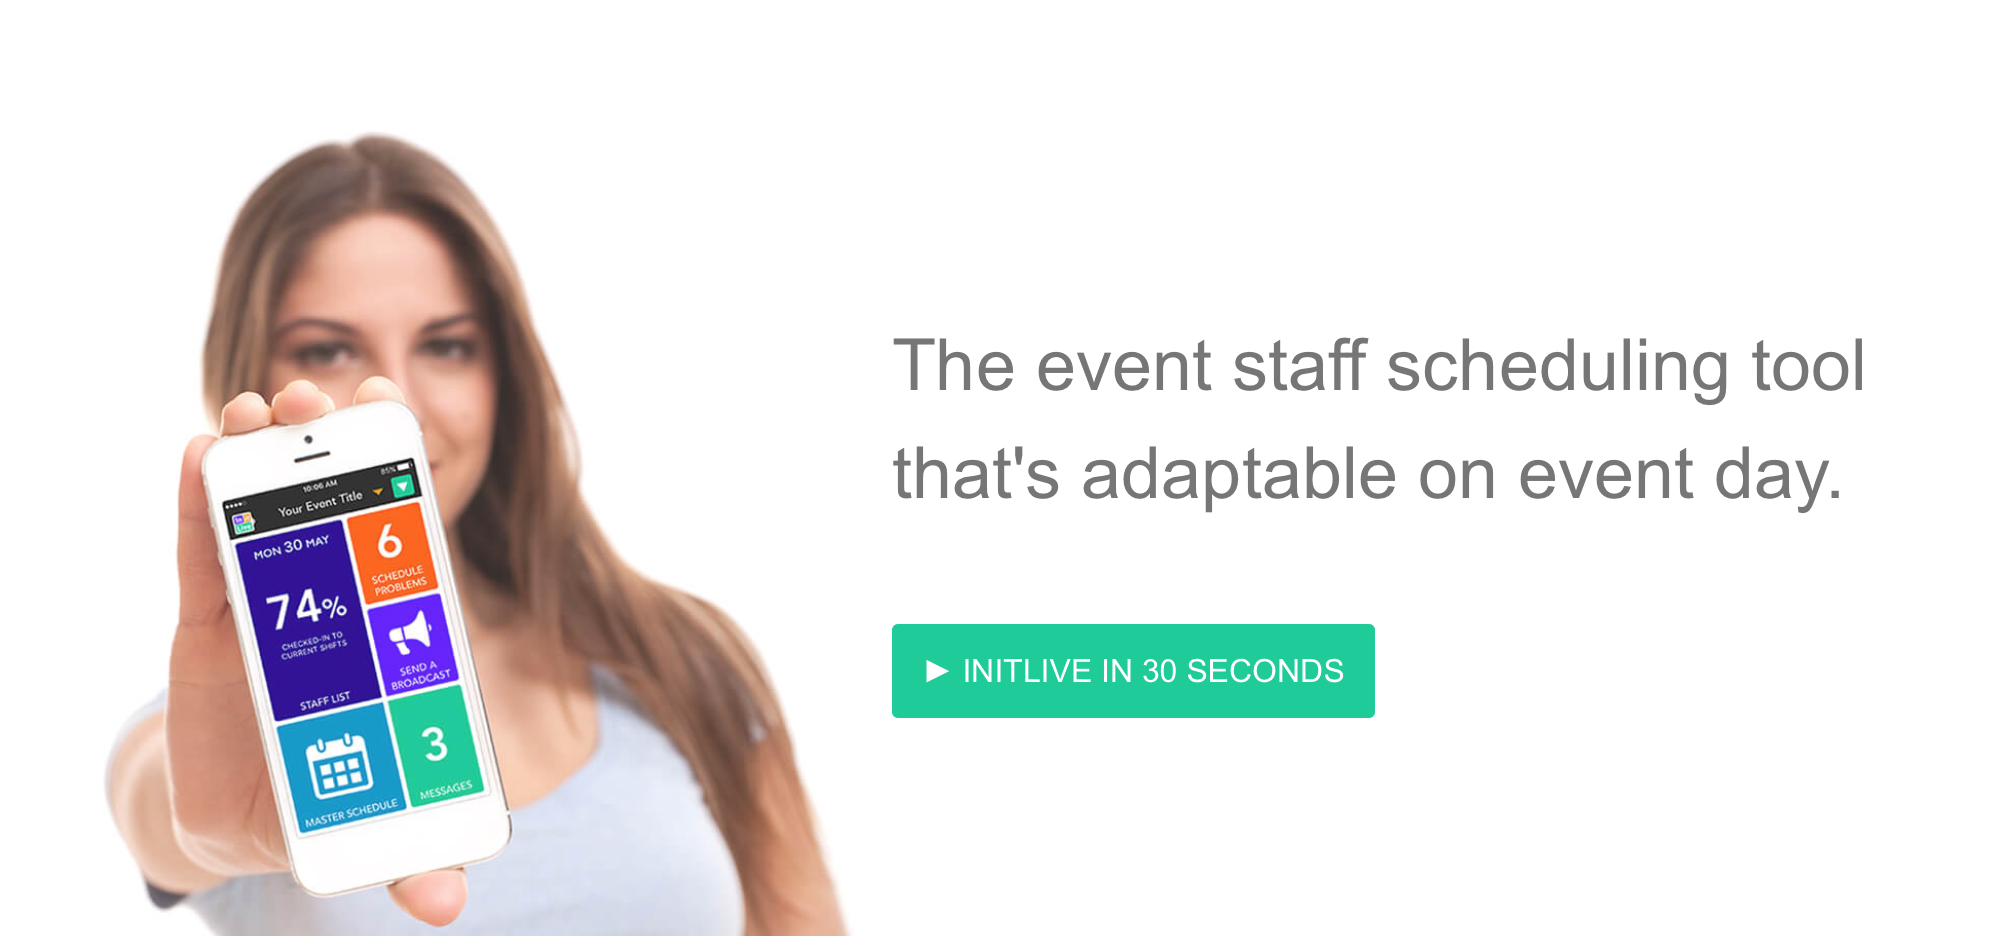 The event staff scheduling tool
that's adaptable on event day.
▶ INITLIVE IN 30 SECONDS
85%
10:06 AM
Your Event Title
MON 30 MAY
74%
CHECKED-IN TO
CURRENT SHIFTS
STAFF LIST
6
SCHEDULE
PROBLEMS
SEND A
BROADCAST
MASTER SCHEDULE
3
MESSAGES